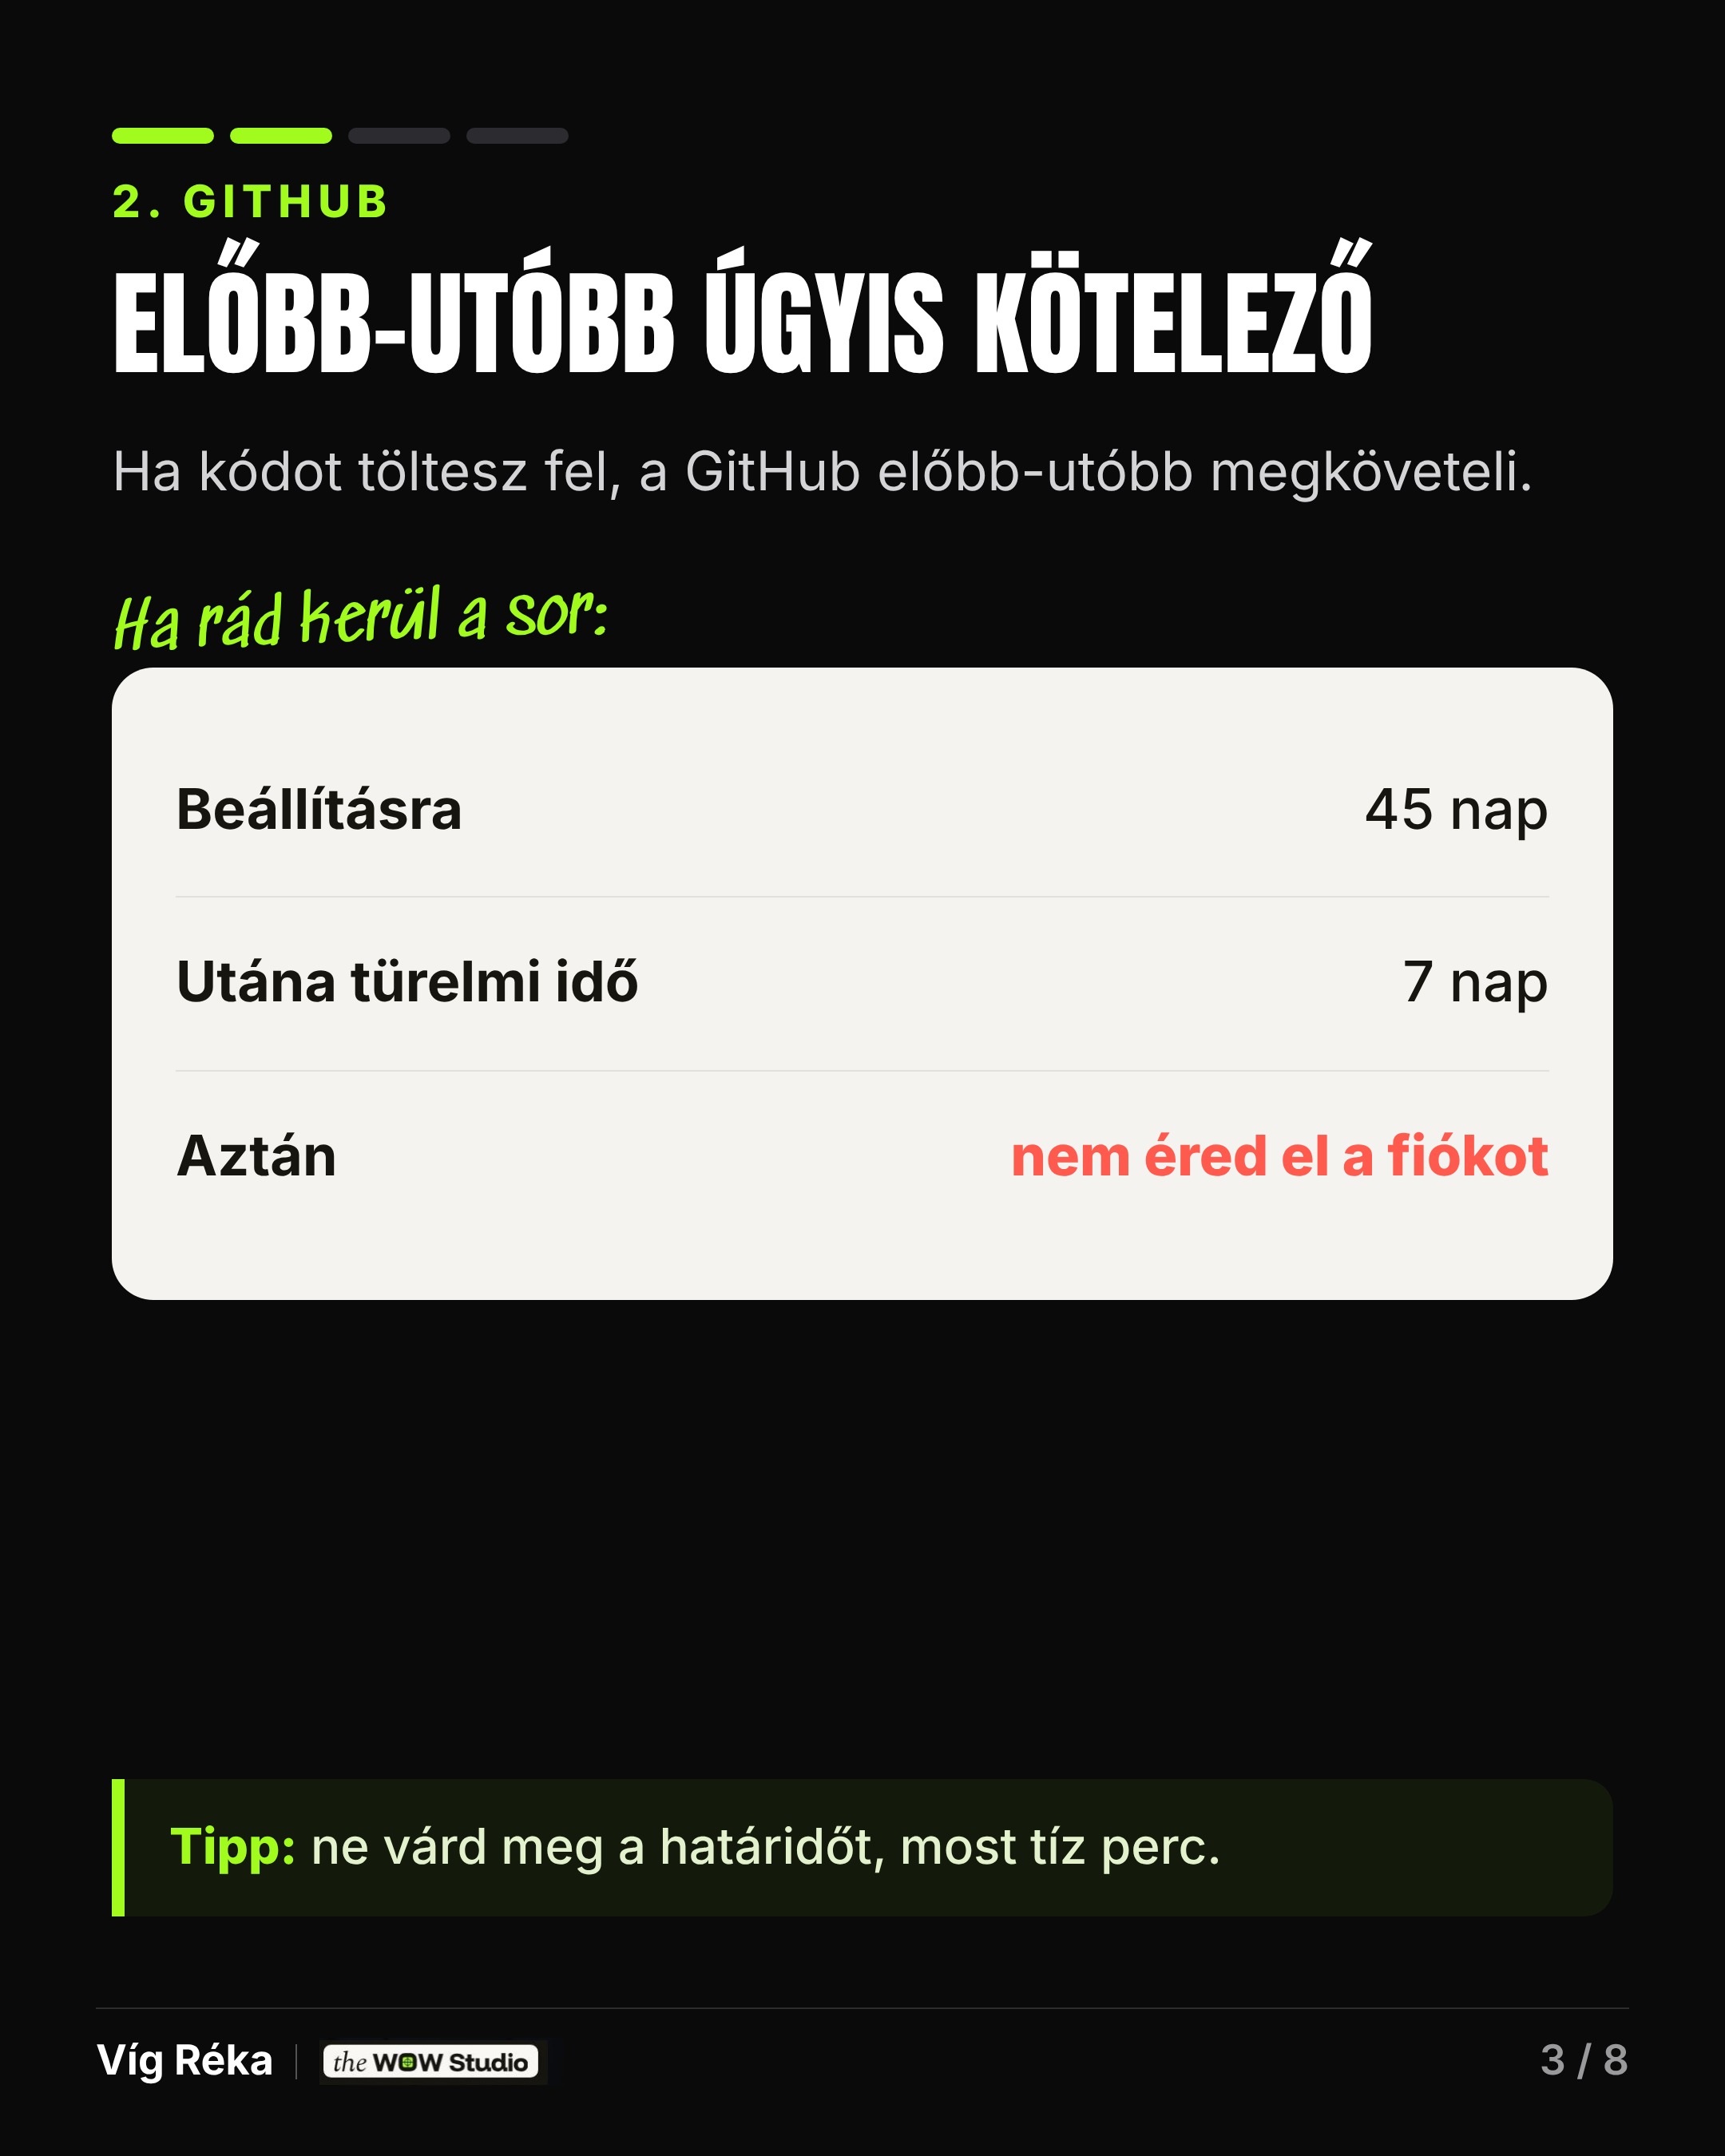 2. GITHUB
ELŐBB-UTÓBB ÚGYIS KÖTELEZŐ
Ha kódot töltesz fel, a GitHub előbb-utóbb megköveteli.
Ha rád kerül a sor:
Beállításra 45 nap
Utána türelmi idő 7 nap
Aztán nem éred el a fiókot
Tipp: ne várd meg a határidőt, most tíz perc.
Víg Réka the WOW Studio 3 / 8